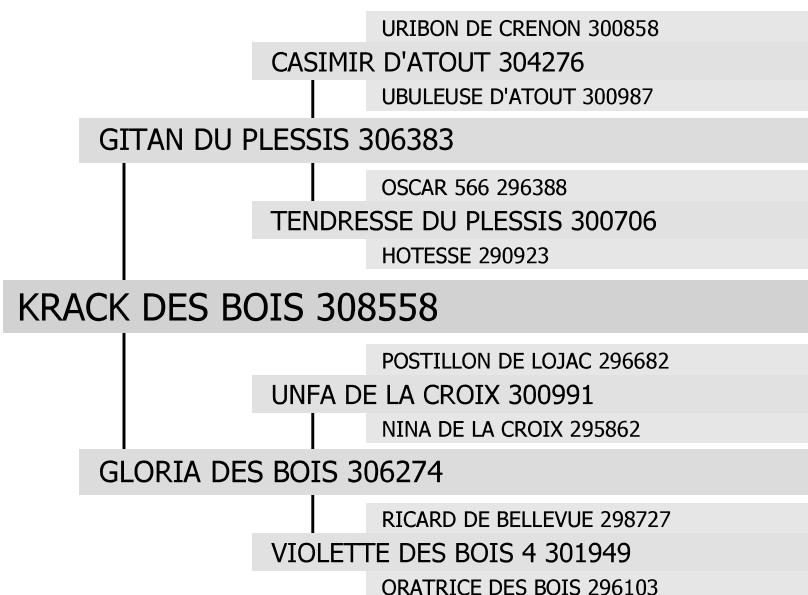 URIBON DE CRENON 300858
CASIMIR D'ATOUT 304276
UBULEUSE D'ATOUT 300987
GITAN DU PLESSIS 306383
OSCAR 566 296388
TENDRESSE DU PLESSIS 300706
HOTESSE 290923
KRACK DES BOIS 308558
POSTILLON DE LOJAC 296682
UNFA DE LA CROIX 300991
NINA DE LA CROIX 295862
GLORIA DES BOIS 306274
RICARD DE BELLEVUE 298727
VIOLETTE DES BOIS 4 301949
ORATRICE DES BOIS 296103